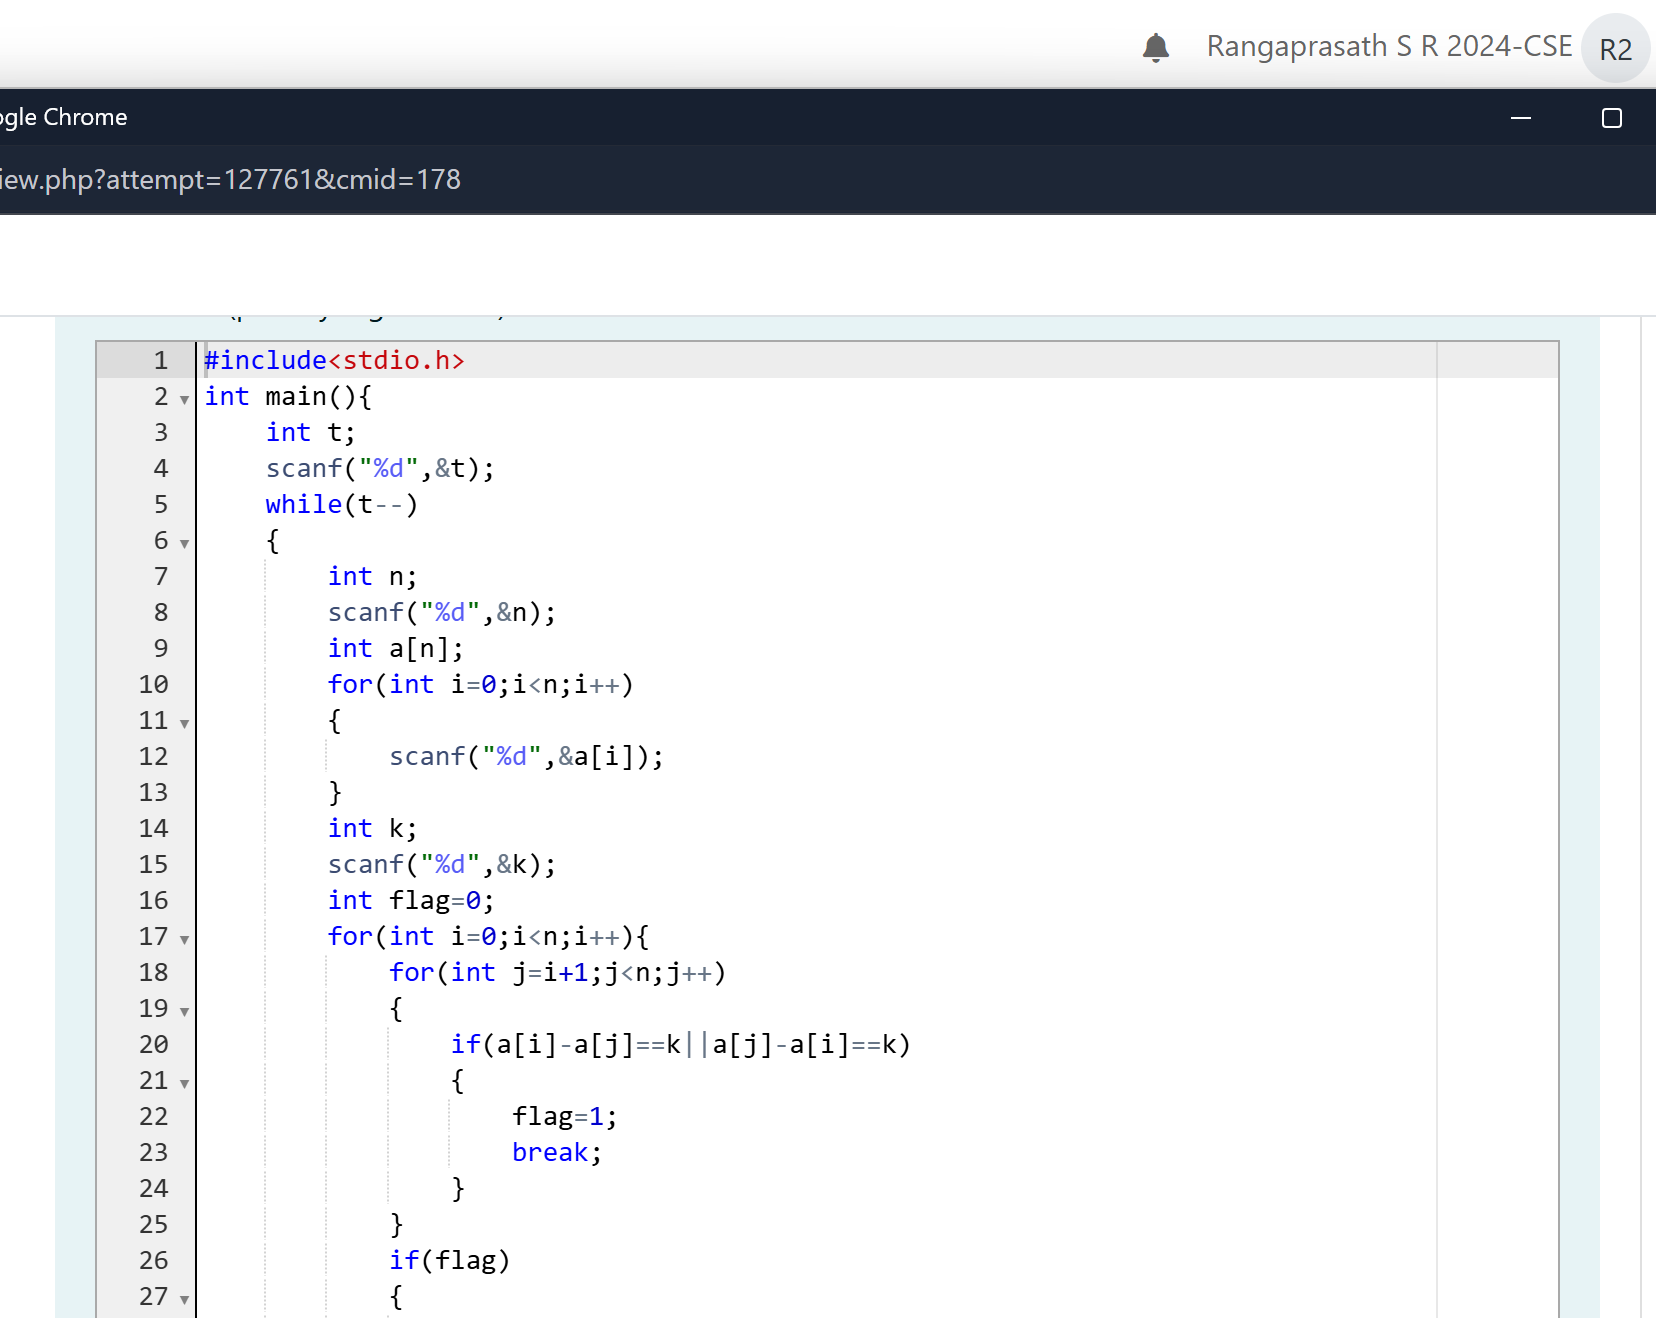 Rangaprasath S R 2024-CSE R2
ogle Chrome
iew.php?attempt=127761&cmid=178
1 #include<stdio.h>
2 int main(){
3 int t;
4 scanf("%d",&t);
5 while(t--)
6 {
7 int n;
8 scanf("%d",&n);
9 int a[n];
10 for(int i=0;i<n;i++)
11 {
12 scanf("%d",&a[i]);
13 }
14 int k;
15 scanf("%d",&k);
16 int flag=0;
17 for(int i=0;i<n;i++){
18 for(int j=i+1;j<n;j++)
19 {
20 if(a[i]-a[j]==k||a[j]-a[i]==k)
21 {
22 flag=1;
23 break;
24 }
25 }
26 if(flag)
27 {